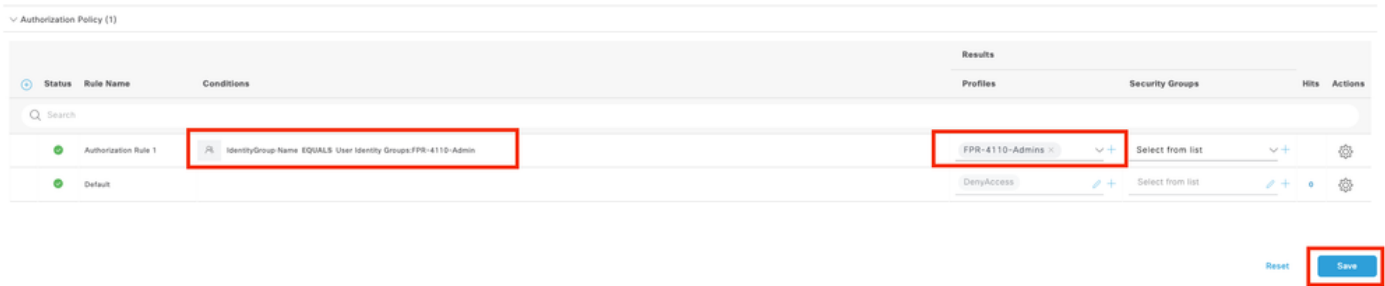 Authorization Policy (1)
Results
Status Rule Name Conditions Profiles Security Groups Hits Actions
Search
Authorization Rule 1 IdentityGroup·Name EQUALS User Identity Groups:FPR-4110-Admin FPR-4110-Admins × Select from list
Default DenyAccess Select from list 0
Reset Save